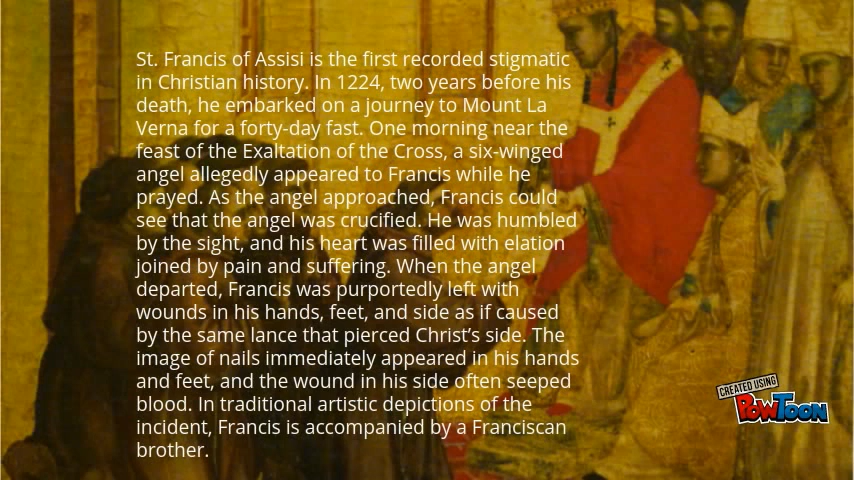 St. Francis of Assisi is the first recorded stigmatic
in Christian history. In 1224, two years before his
death, he embarked on a journey to Mount La
Verna for a forty-day fast. One morning near the
feast of the Exaltation of the Cross, a six-winged
angel allegedly appeared to Francis while he
prayed. As the angel approached, Francis could
see that the angel was crucified. He was humbled
by the sight, and his heart was filled with elation
joined by pain and suffering. When the angel
departed, Francis was purportedly left with
wounds in his hands, feet, and side as if caused
by the same lance that pierced Christ’s side. The
image of nails immediately appeared in his hands
and feet, and the wound in his side often seeped
blood. In traditional artistic depictions of the
incident, Francis is accompanied by a Franciscan
brother.
CREATED USING
POWTOON